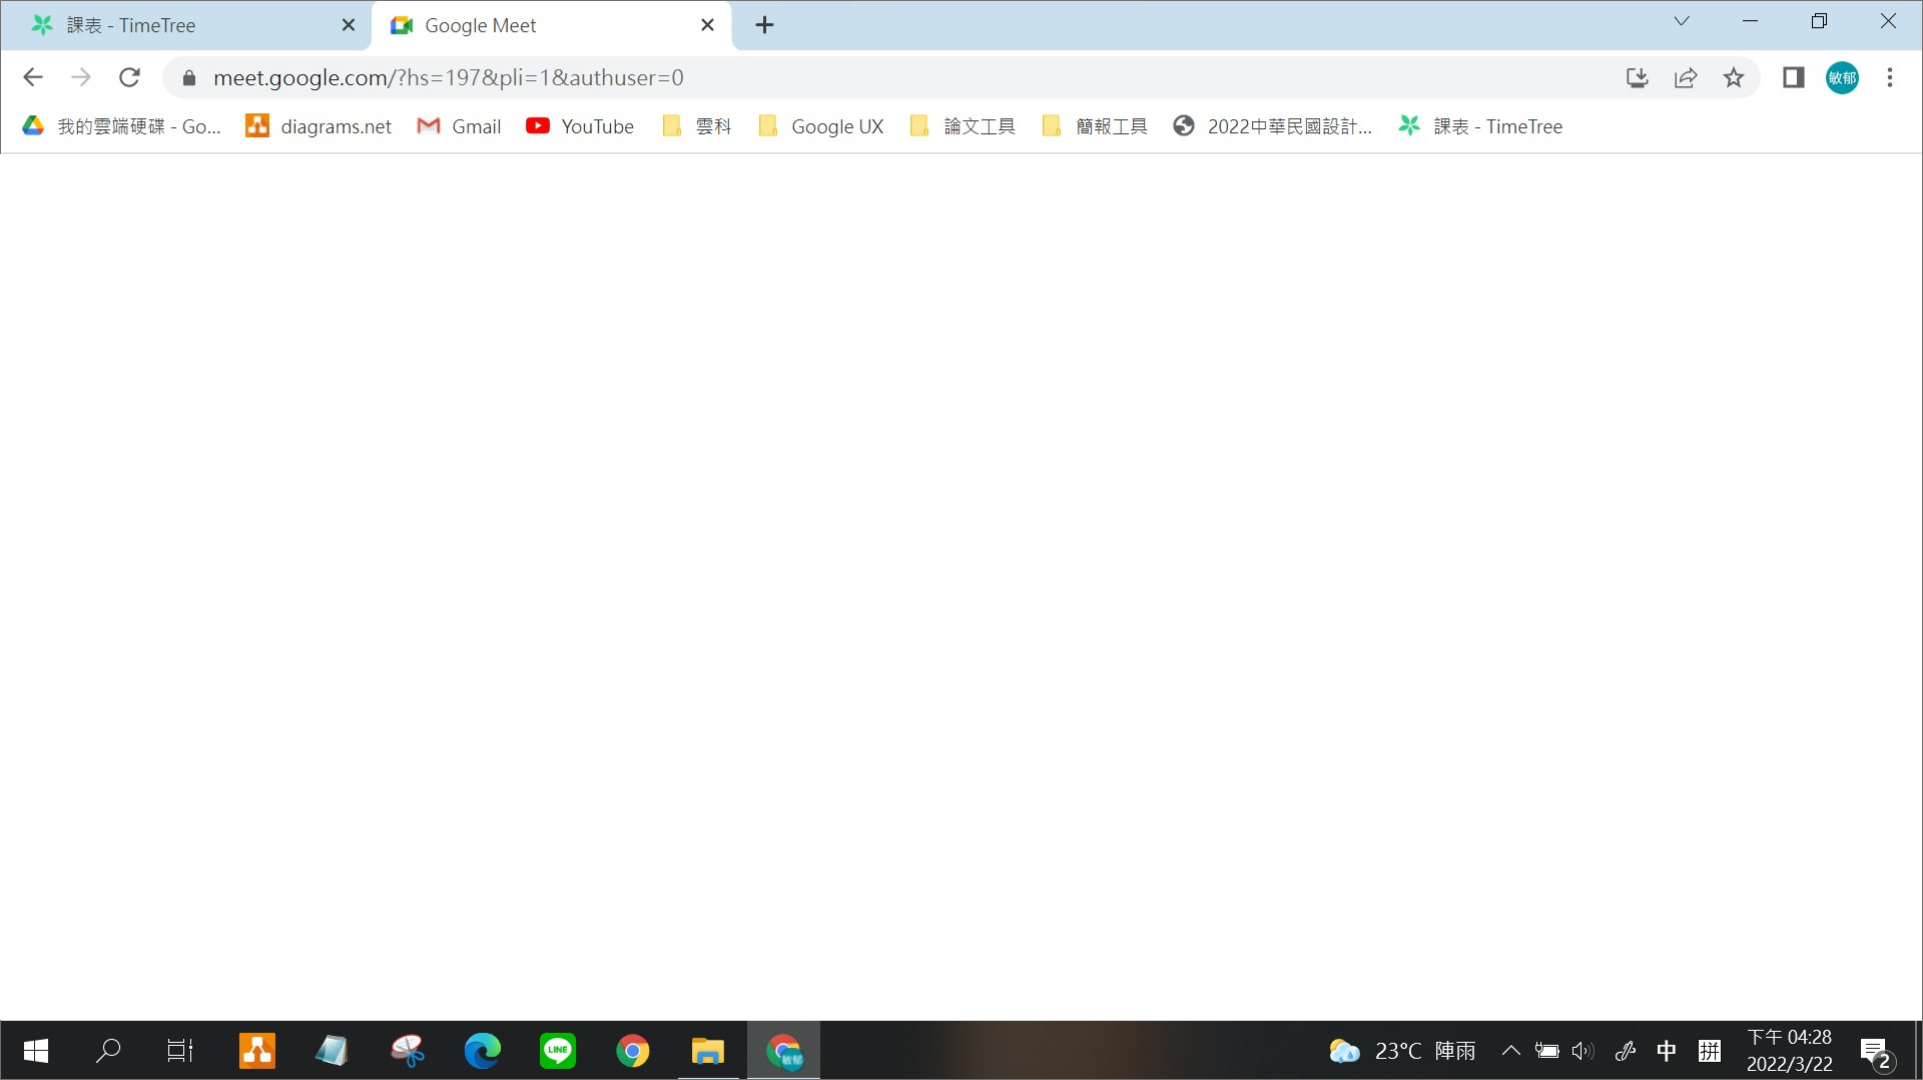 課表 - TimeTree
Google Meet
meet.google.com/?hs=197&pli=1&authuser=0
敏郁
我的雲端硬碟 - Go...
diagrams.net
Gmail
YouTube
雲科
Google UX
論文工具
簡報工具
2022中華民國設計...
課表 - TimeTree
LINE
敏郁
23°C 陣雨
中
拼
下午 04:28
2022/3/22
2